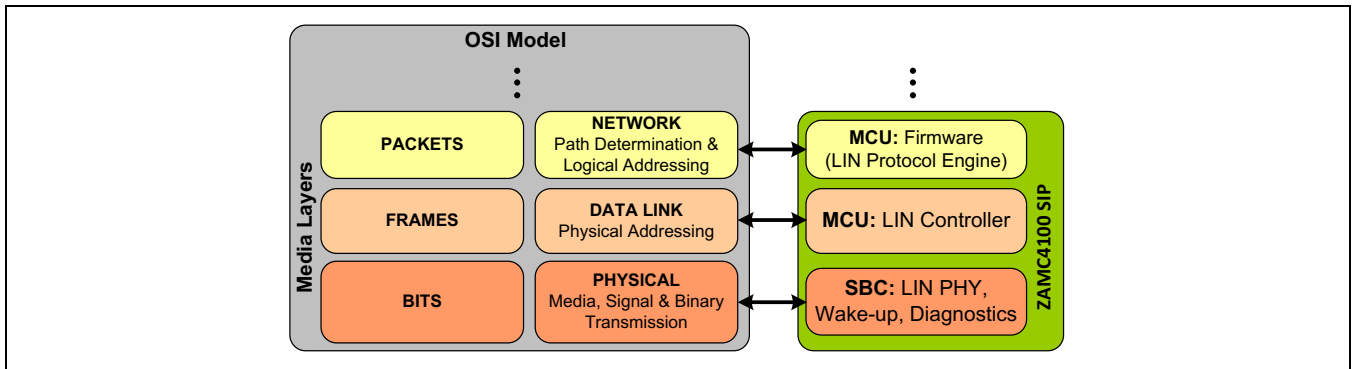 OSI Model
Media Layers
PACKETS
NETWORK
Path Determination &
Logical Addressing
MCU: Firmware
(LIN Protocol Engine)
FRAMES
DATA LINK
Physical Addressing
MCU: LIN Controller
BITS
PHYSICAL
Media, Signal & Binary
Transmission
SBC: LIN PHY,
Wake-up, Diagnostics
ZAMC4100 SIP